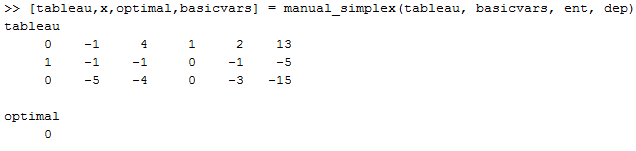 >> [tableau,x,optimal,basicvars] = manual_simplex(tableau, basicvars, ent, dep)
tableau
0 -1 4 1 2 13
1 -1 -1 0 -1 -5
0 -5 -4 0 -3 -15
optimal
0